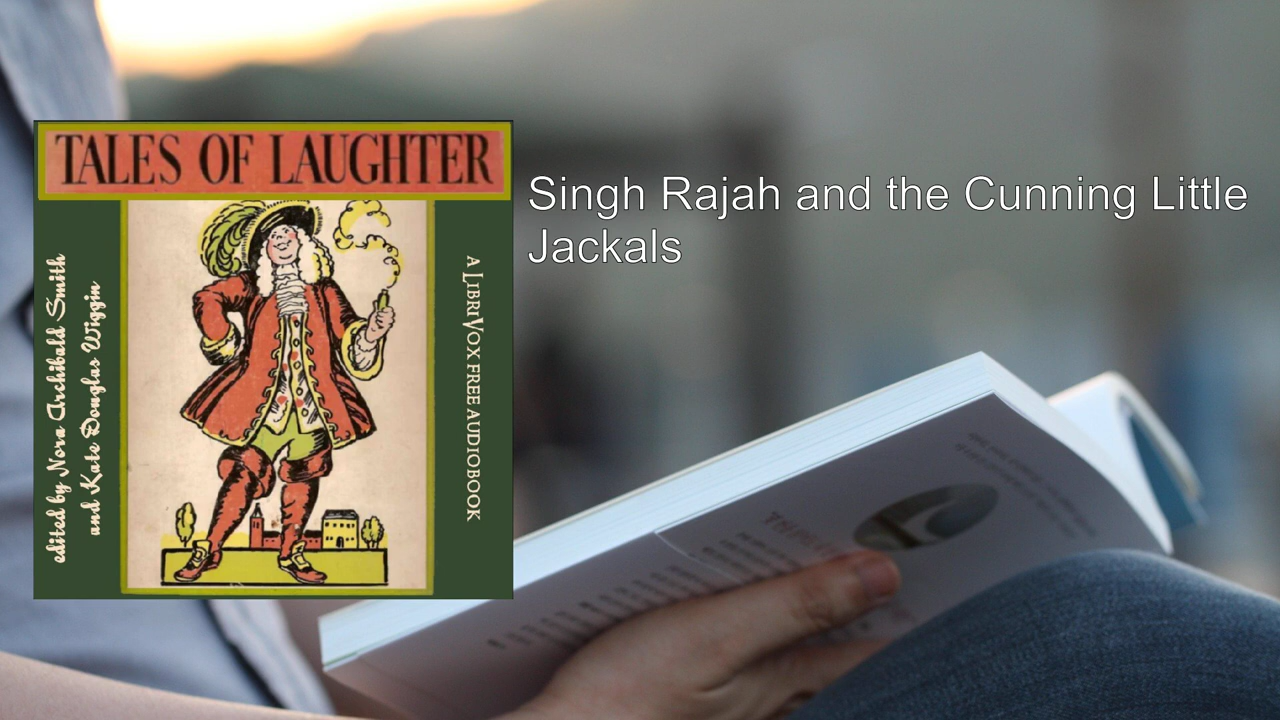 TALES OF LAUGHTER
edited by Nora Archibald Smith
and Kate Douglas Wiggin
A LIBRIVOX FREE AUDIOBOOK
Singh Rajah and the Cunning Little
Jackals